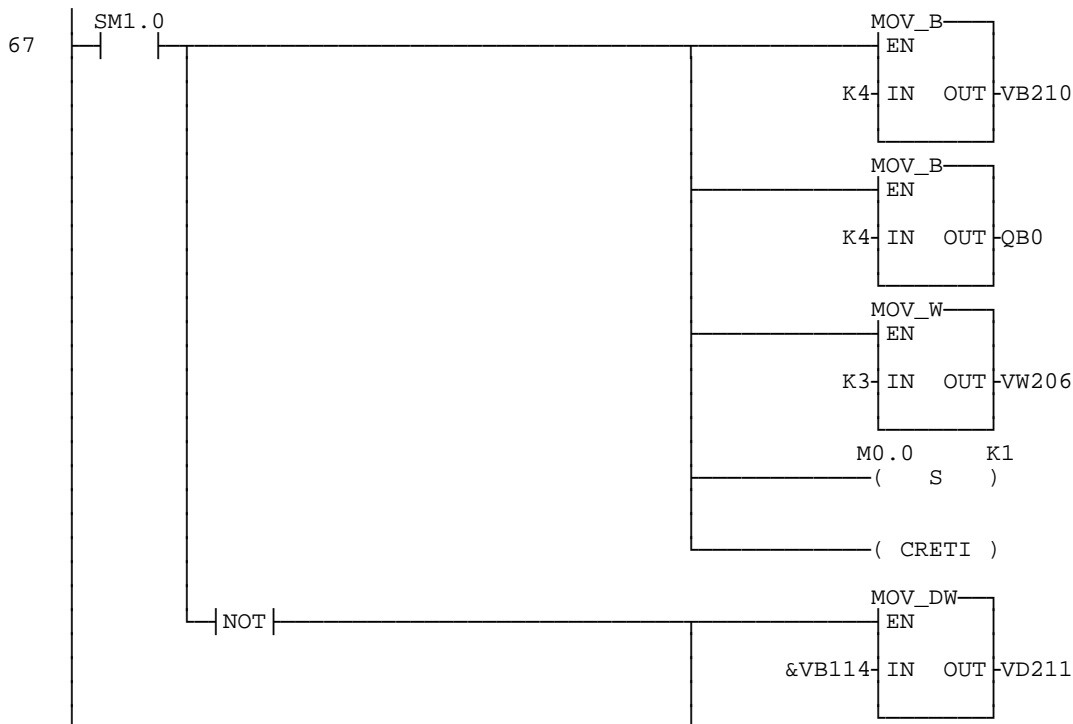 SM1.0 MOV_B
67 EN
K4 IN OUT VB210
MOV_B
EN
K4 IN OUT QB0
MOV_W
EN
K3 IN OUT VW206
M0.0 K1
( S )
( CRETI )
MOV_DW
NOT EN
&VB114 IN OUT VD211